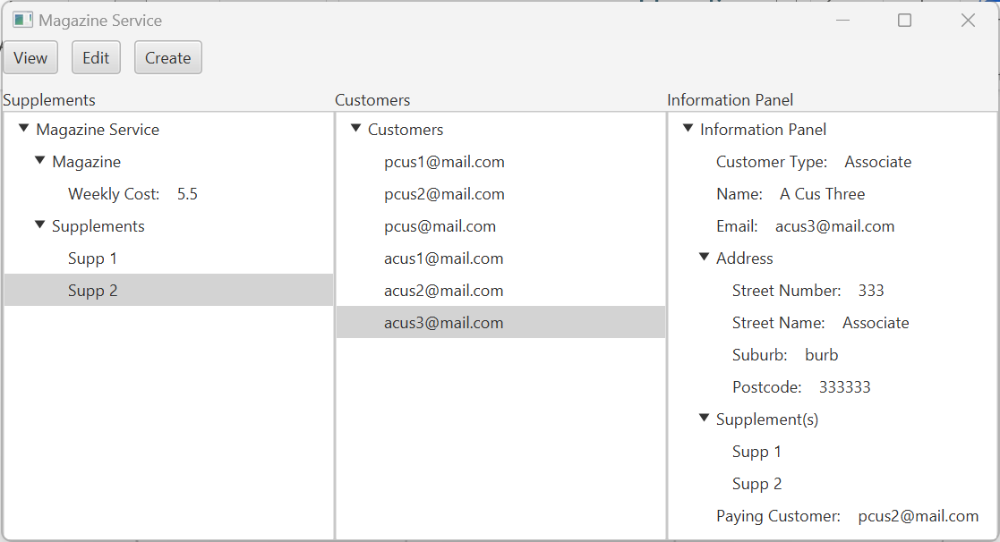 Magazine Service
View Edit Create
Supplements
Magazine Service
Magazine
Weekly Cost: 5.5
Supplements
Supp 1
Supp 2
Customers
Customers
pcus1@mail.com
pcus2@mail.com
pcus@mail.com
acus1@mail.com
acus2@mail.com
acus3@mail.com
Information Panel
Information Panel
Customer Type: Associate
Name: A Cus Three
Email: acus3@mail.com
Address
Street Number: 333
Street Name: Associate
Suburb: burb
Postcode: 333333
Supplement(s)
Supp 1
Supp 2
Paying Customer: pcus2@mail.com